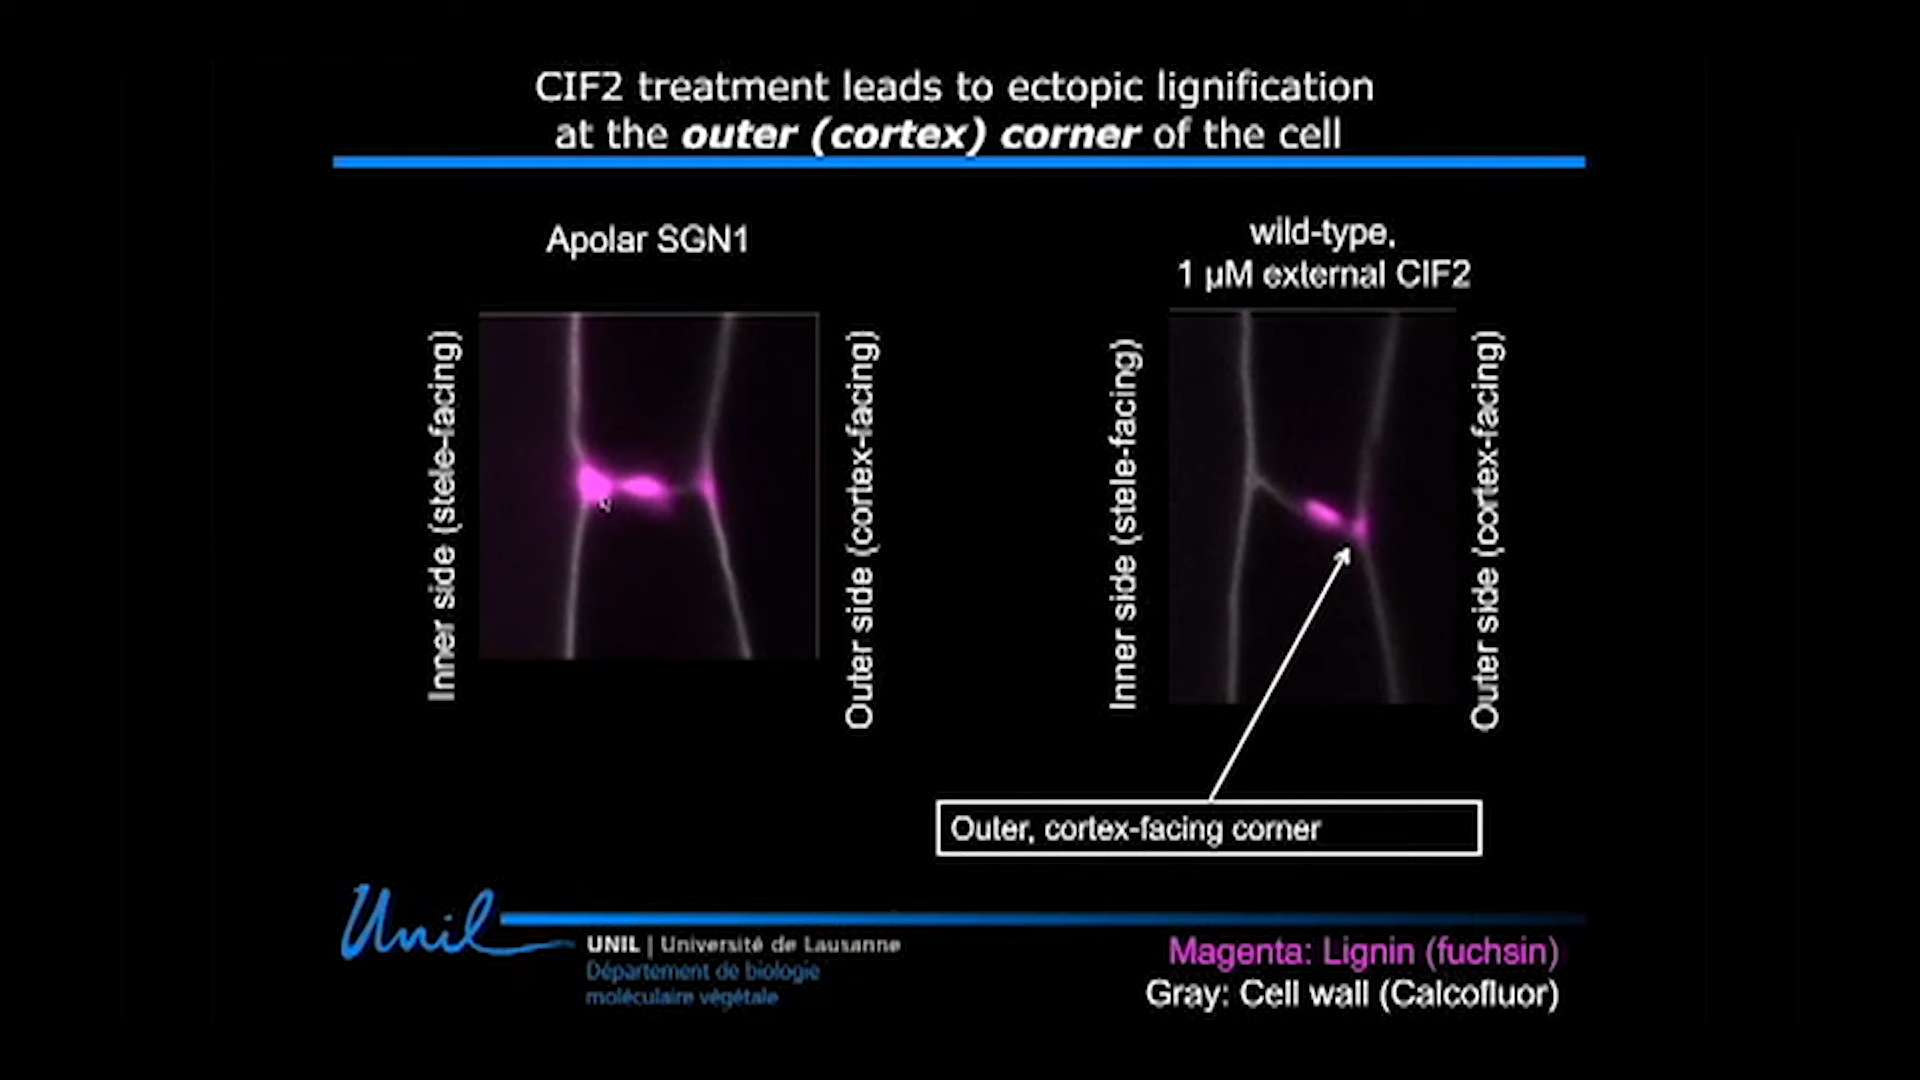 CIF2 treatment leads to ectopic lignification
at the outer (cortex) corner of the cell
Apolar SGN1
wild-type,
1 µM external CIF2
Inner side (stele-facing)
Outer side (cortex-facing)
Inner side (stele-facing)
Outer side (cortex-facing)
Outer, cortex-facing corner
Unil
UNIL | Université de Lausanne
Département de biologie
moléculaire végétale
Magenta: Lignin (fuchsin)
Gray: Cell wall (Calcofluor)